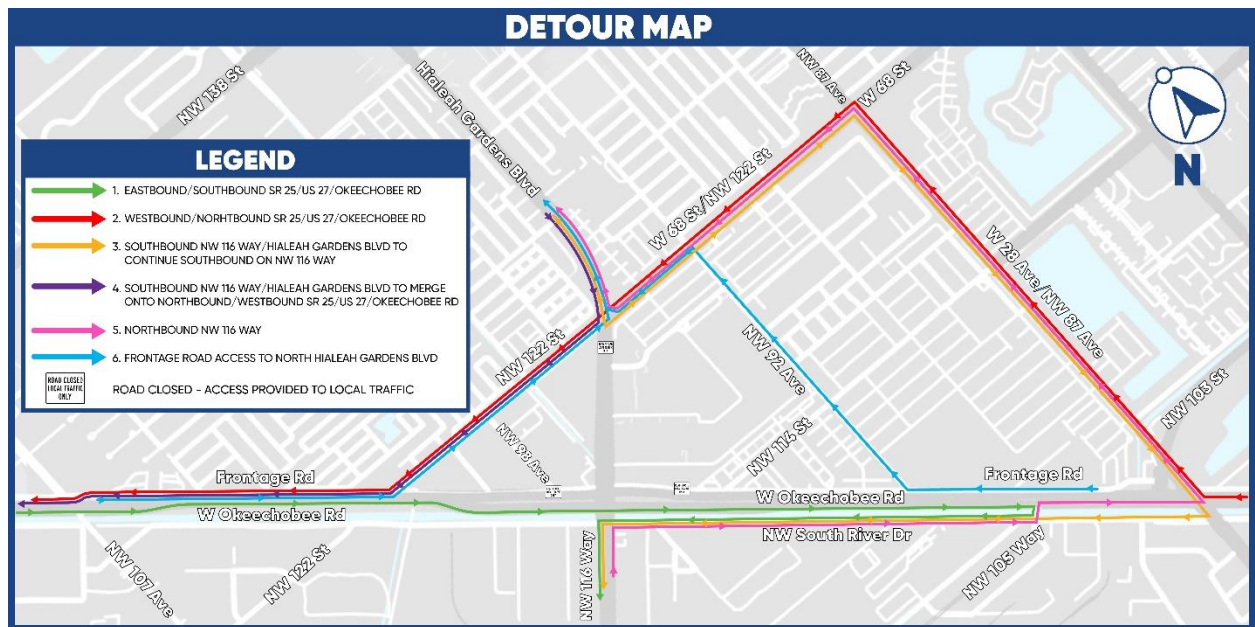 DETOUR MAP
NW 138 St
Hialeah Gardens Blvd
NW 87 Ave
W 68 St
N
LEGEND
1. EASTBOUND/SOUTHBOUND SR 25/US 27/OKEECHOBEE RD
2. WESTBOUND/NORHTBOUND SR 25/US 27/OKEECHOBEE RD
3. SOUTHBOUND NW 116 WAY/HIALEAH GARDENS BLVD TO
CONTINUE SOUTHBOUND ON NW 116 WAY
4. SOUTHBOUND NW 116 WAY/HIALEAH GARDENS BLVD TO MERGE
ONTO NORTHBOUND/WESTBOUND SR 25/US 27/OKEECHOBEE RD
5. NORTHBOUND NW 116 WAY
6. FRONTAGE ROAD ACCESS TO NORTH HIALEAH GARDENS BLVD
ROAD CLOSED
LOCAL TRAFFIC
ONLY
ROAD CLOSED - ACCESS PROVIDED TO LOCAL TRAFFIC
W 68 St/NW 122 St
W 28 Ave/NW 87 Ave
NW 122 St
NW 92 Ave
NW 103 St
NW 93 Ave
NW 114 St
Frontage Rd
Frontage Rd
W Okeechobee Rd
W Okeechobee Rd
NW South River Dr
NW 107 Ave
NW 122 St
NW 116 Way
NW 105 Way